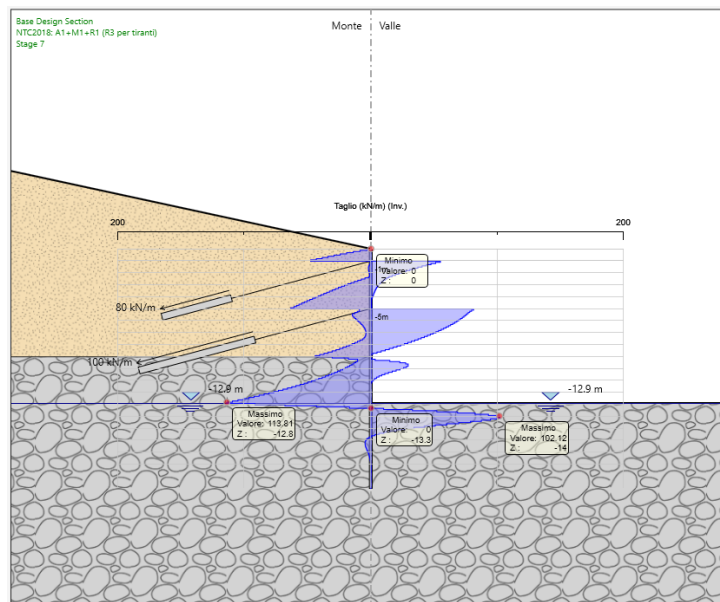 Base Design Section
NTC2018: A1+M1+R1 (R3 per tiranti)
Stage 7
Monte
Valle
Taglio (kN/m) (Inv.)
200
200
Minimo
Valore: 0
Z : 0
-1m
80 kN/m
-5m
100 kN/m
-12.9 m
-12.9 m
Massimo
Valore: 113,81
Z : -12.8
Minimo
Valore: 0
Z : -13.3
Massimo
Valore: 102,12
Z : -14